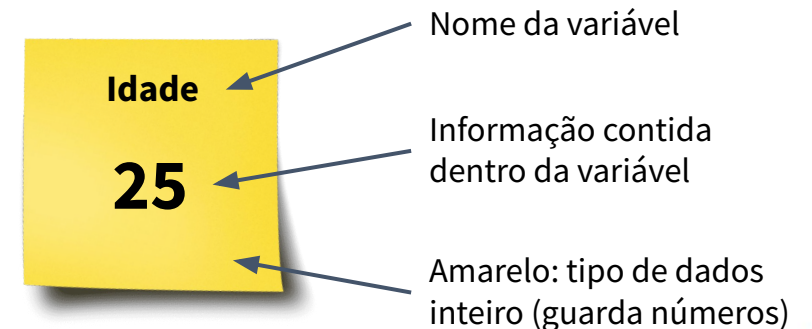 Nome da variável
Idade
Informação contida
dentro da variável
25
Amarelo: tipo de dados
inteiro (guarda números)